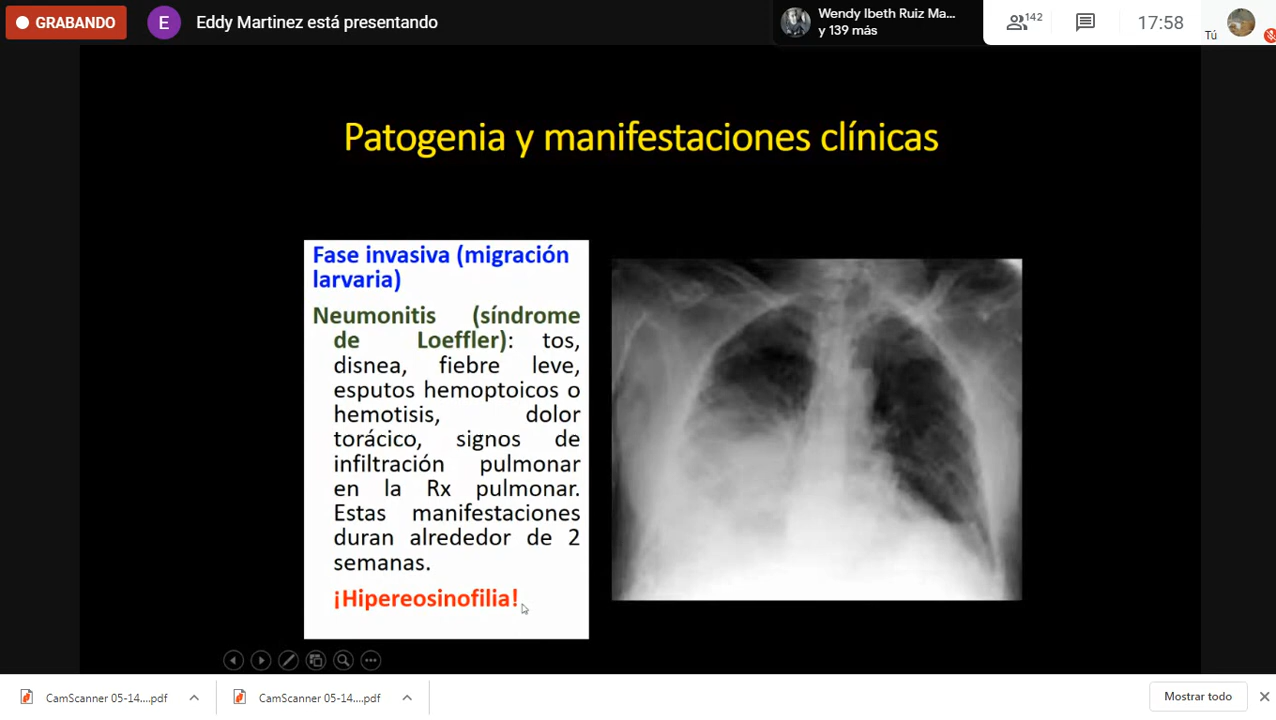 GRABANDO
E
Eddy Martinez está presentando
Wendy Ibeth Ruiz Ma...
y 139 más
142
17:58
Tú
Patogenia y manifestaciones clínicas
Fase invasiva (migración
larvaria)
Neumonitis (síndrome
de Loeffler): tos,
disnea, fiebre leve,
esputos hemoptoicos o
hemotisis, dolor
torácico, signos de
infiltración pulmonar
en la Rx pulmonar.
Estas manifestaciones
duran alrededor de 2
semanas.
¡Hipereosinofilia!
CamScanner 05-14....pdf
CamScanner 05-14....pdf
Mostrar todo